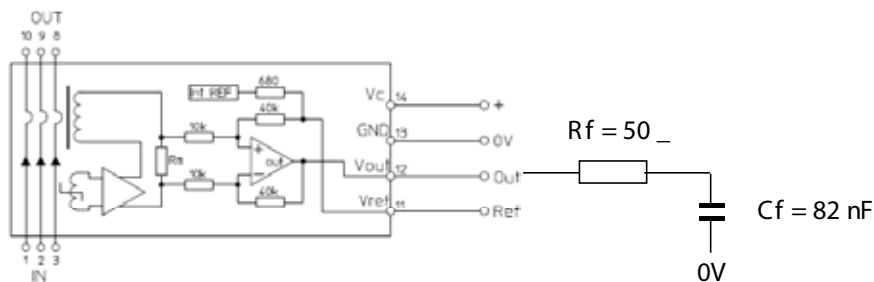 OUT
10 9 8
Int REF
680
40k
10k
Rm
10k
+
-
out
40k
Vc 14
+
GND 13
0V
Vout 12
Out
Vref 11
Ref
1 2 3
IN
Rf = 50 _
Cf = 82 nF
0V